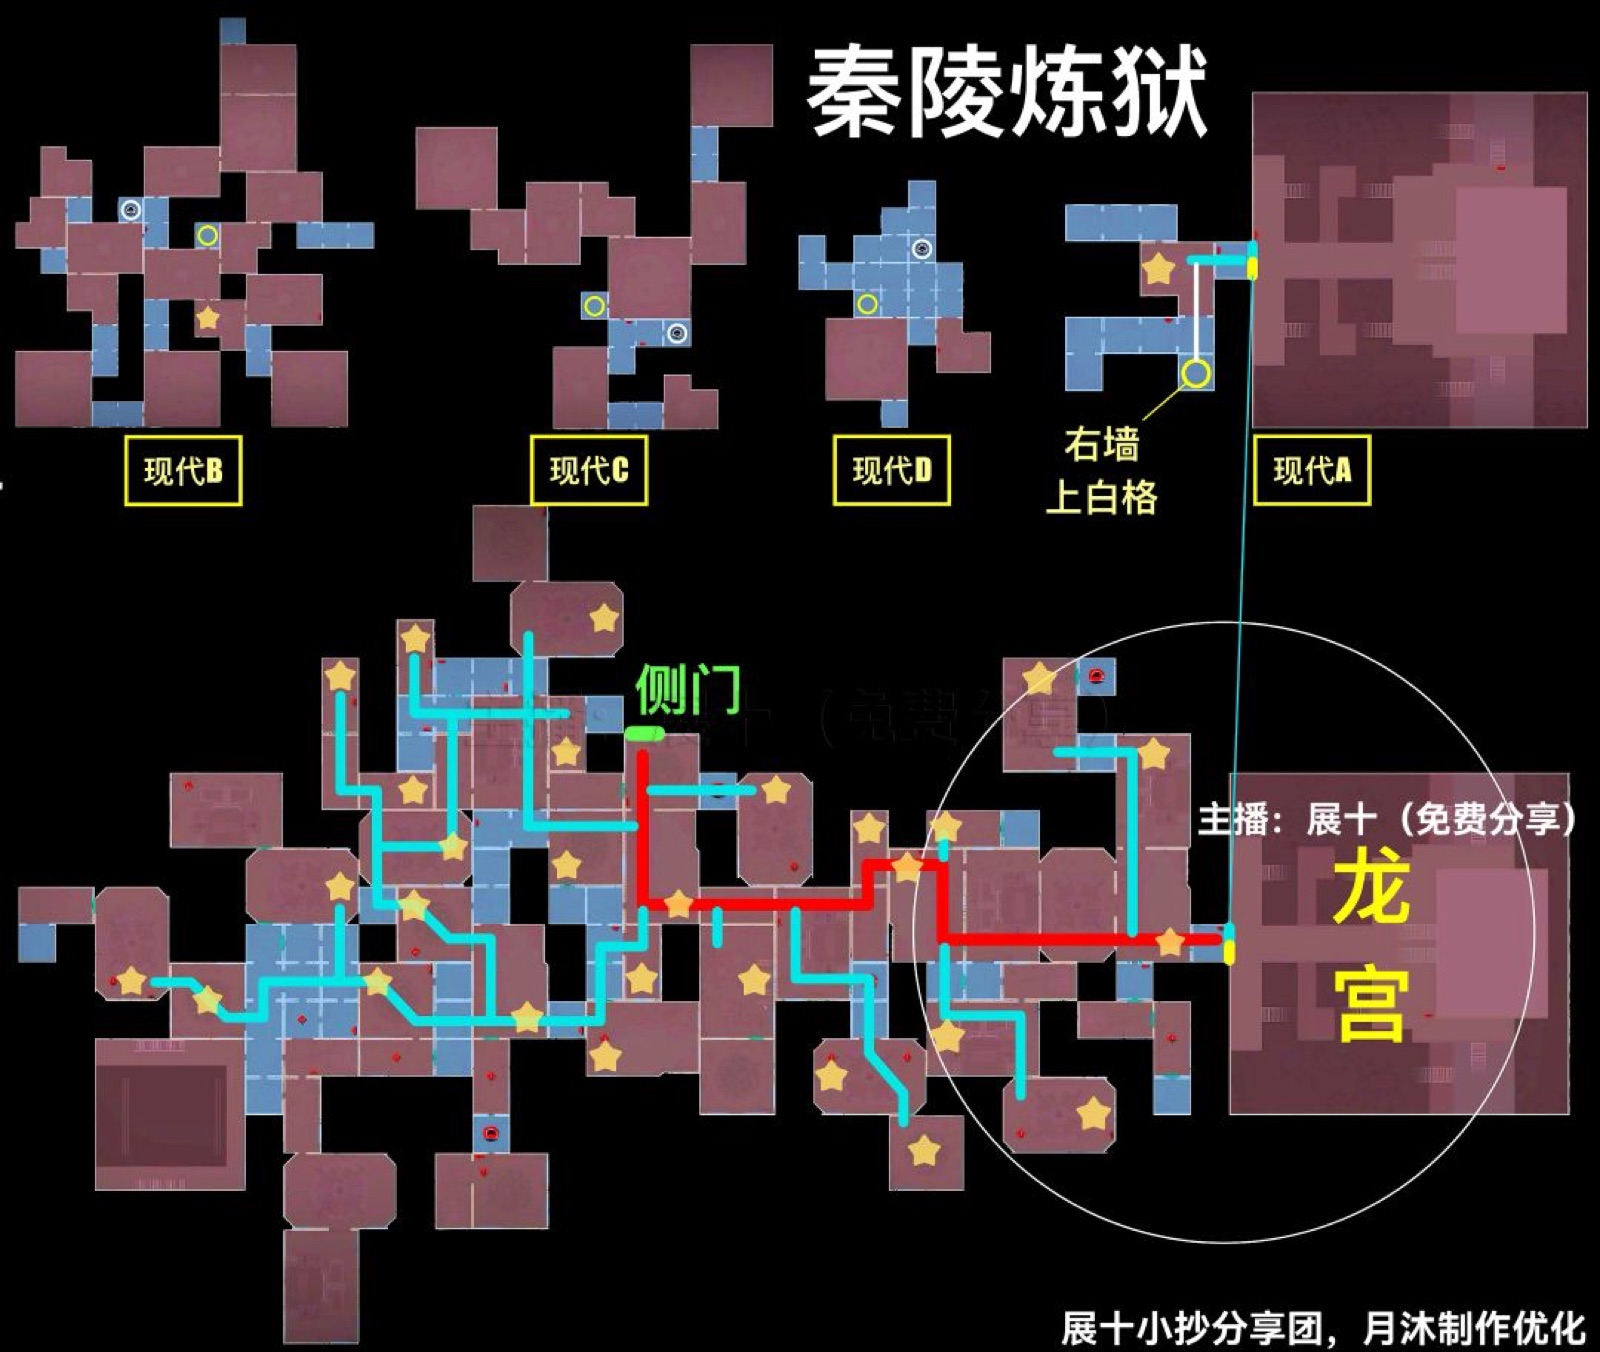 秦陵炼狱
现代B
现代C
现代D
右墙
上白格
现代A
侧门
主播：展十（免费分享）
龙
宫
展十小抄分享团，月沐制作优化